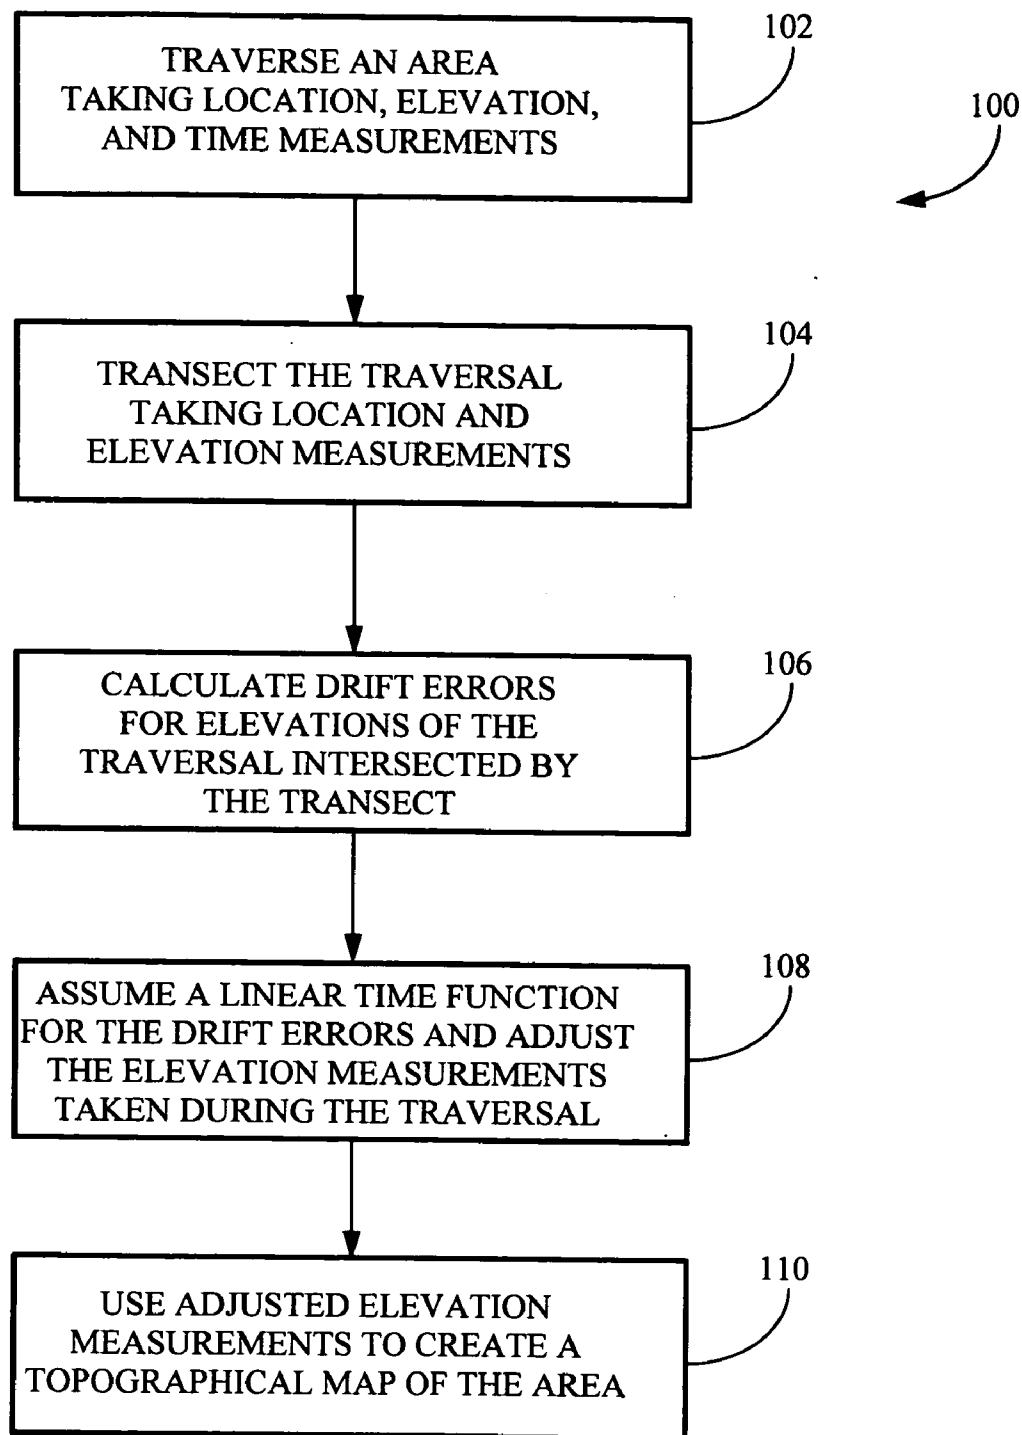 102
TRAVERSE AN AREA
TAKING LOCATION, ELEVATION,
AND TIME MEASUREMENTS
100
104
TRANSECT THE TRAVERSAL
TAKING LOCATION AND
ELEVATION MEASUREMENTS
106
CALCULATE DRIFT ERRORS
FOR ELEVATIONS OF THE
TRAVERSAL INTERSECTED BY
THE TRANSECT
108
ASSUME A LINEAR TIME FUNCTION
FOR THE DRIFT ERRORS AND ADJUST
THE ELEVATION MEASUREMENTS
TAKEN DURING THE TRAVERSAL
110
USE ADJUSTED ELEVATION
MEASUREMENTS TO CREATE A
TOPOGRAPHICAL MAP OF THE AREA